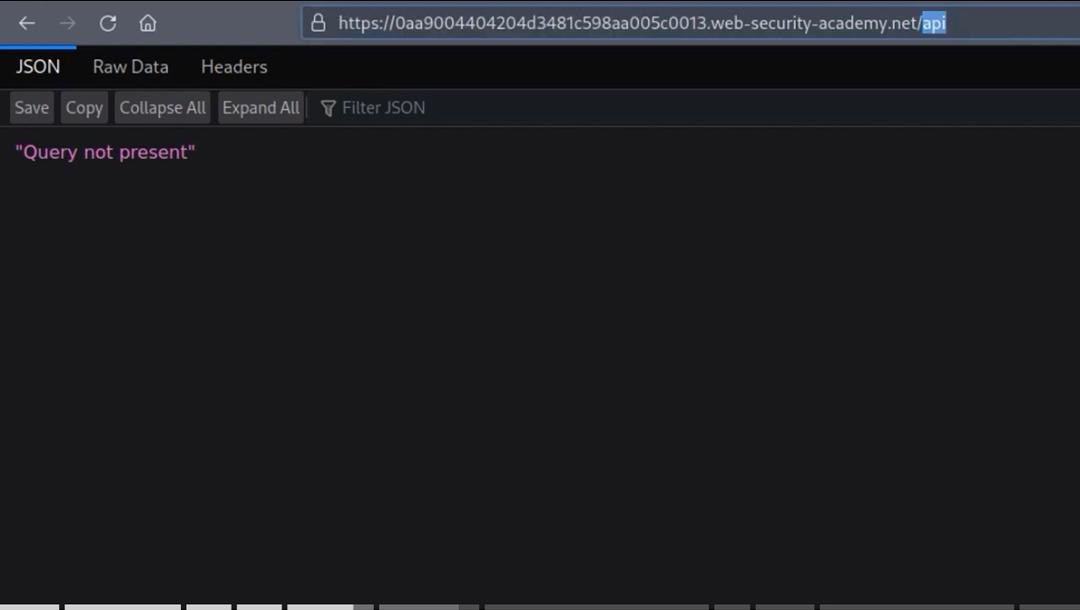 https://0aa9004404204d3481c598aa005c0013.web-security-academy.net/api
JSON Raw Data Headers
Save Copy Collapse All Expand All Filter JSON
"Query not present"